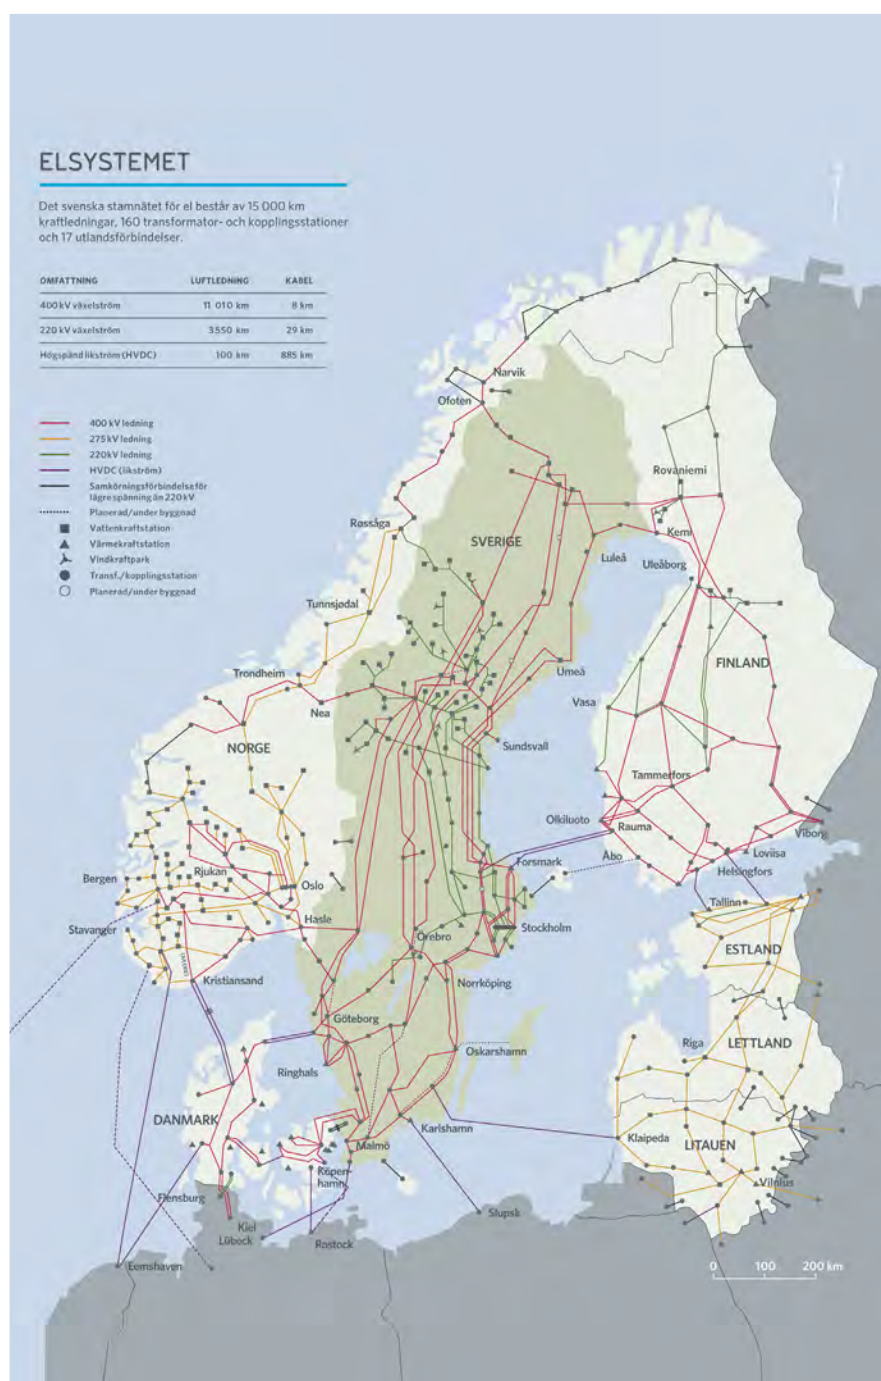 ELSYSTEMET
Det svenska stamnätet för el består av 15 000 km
kraftledningar, 160 transformator- och kopplingsstationer
och 17 utlandsförbindelser.
OMFATTNING LUFTLEDNING KABEL
400 kV växelström 11 010 km 8 km
220 kV växelström 3550 km 29 km
Högspänd likström (HVDC) 100 km 885 km
400 kV ledning
275 kV ledning
220 kV ledning
HVDC (likström)
Samkörningsförbindelse för
lägre spänning än 220 kV
Planerad/under byggnad
Vattenkraftstation
Värmekraftstation
Vindkraftpark
Transf./kopplingsstation
Planerad/under byggnad
Narvik
Ofoten
Rovaniemi
Røssåga
SVERIGE
Kemi
Luleå
Uleåborg
Tunnsjødal
FINLAND
Trondheim
Umeå
Nea
Vasa
NORGE
Sundsvall
Tammerfors
Olkiluoto
Rauma
Viborg
Rjukan
Forsmark
Åbo
Loviisa
Helsingfors
Bergen
Oslo
Tallinn
Stavanger
Hasle
Örebro
Stockholm
ESTLAND
Kristiansand
Norrköping
Göteborg
Riga
LETTLAND
Oskarshamn
Ringhals
DANMARK
Karlshamn
Klaipeda
LITAUEN
Malmö
Köpen-
hamn
Vilnius
Flensburg
Kiel
Slupsk
Lübeck
Rostock
Eemshaven
0 100 200 km